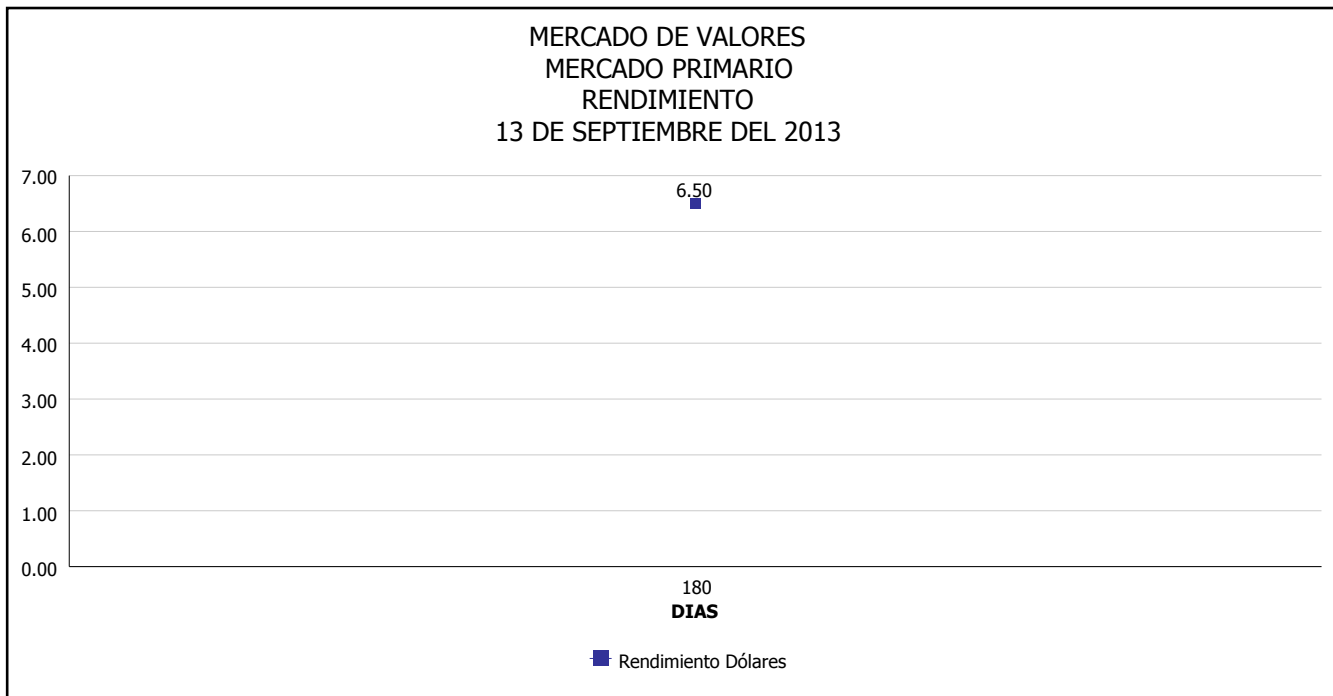 MERCADO DE VALORES
MERCADO PRIMARIO
RENDIMIENTO
13 DE SEPTIEMBRE DEL 2013
7.00
6.50
6.00
5.00
4.00
3.00
2.00
1.00
0.00
180
DIAS
Rendimiento Dólares